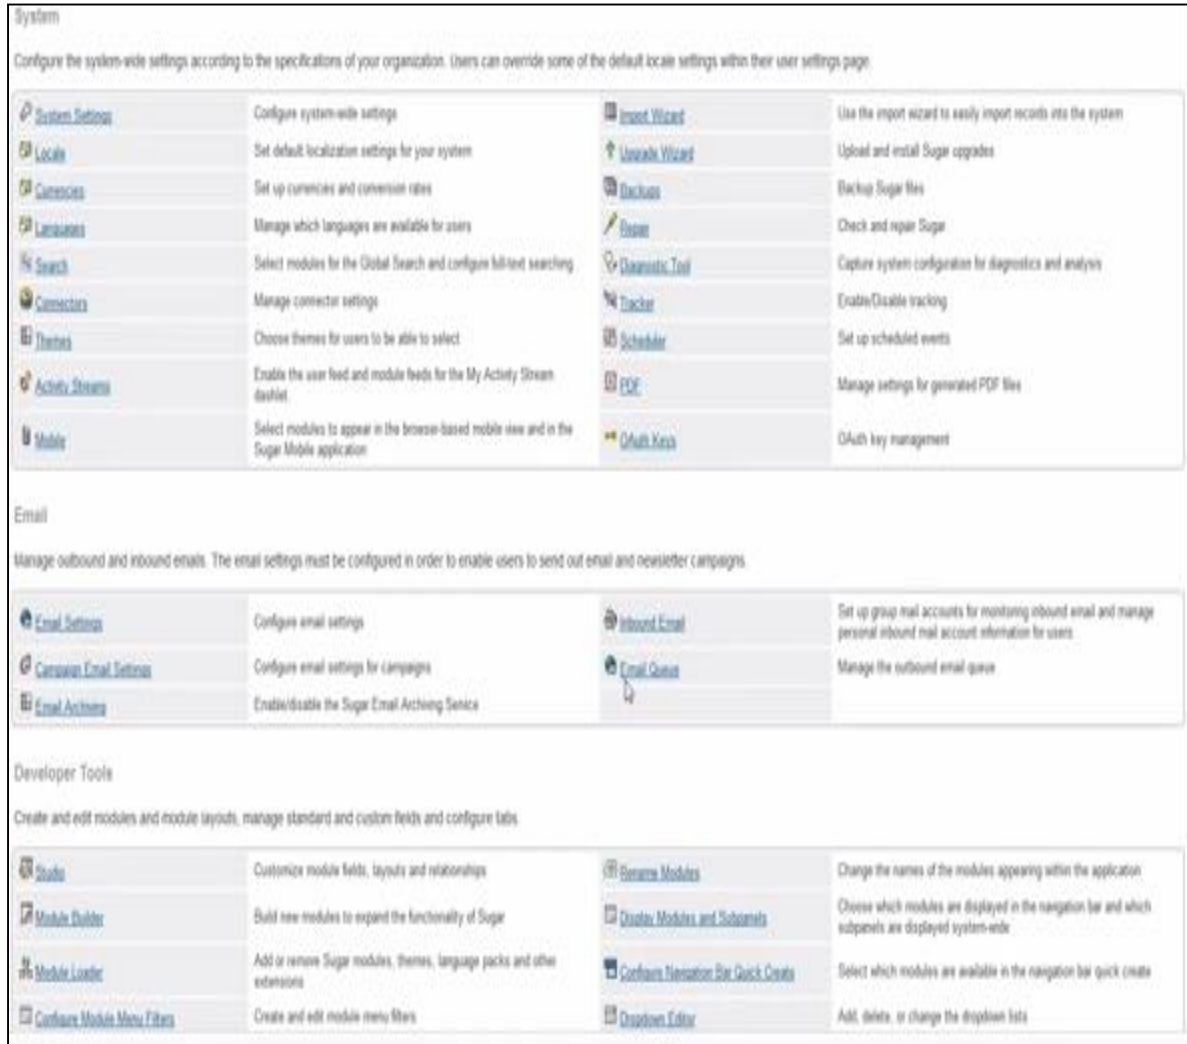 System
Configure the system-wide settings according to the specifications of your organization. Users can override some of the default locale settings within their user settings page.
System Settings Configure system-wide settings Import Wizard Use the import wizard to easily import records into the system
Locale Set default localization settings for your system Upgrade Wizard Upload and install Sugar upgrades
Currencies Set up currencies and conversion rates Backups Backup Sugar files
Languages Manage which languages are available for users Repair Check and repair Sugar
Search Select modules for the Global Search and configure full-text searching Diagnostic Tool Capture system configuration for diagnostics and analysis
Connectors Manage connector settings Tracker Enable/Disable tracking
Themes Choose themes for users to be able to select Scheduler Set up scheduled events
Activity Streams Enable the user feed and module feeds for the My Activity Stream PDF Manage settings for generated PDF files
dashlet
Mobile Select modules to appear in the browser-based mobile view and in the OAuth Keys OAuth key management
Sugar Mobile application
Email
Manage outbound and inbound emails. The email settings must be configured in order to enable users to send out email and newsletter campaigns.
Email Settings Configure email settings Inbound Email Set up group mail accounts for monitoring inbound email and manage
personal inbound mail account information for users
Campaign Email Settings Configure email settings for campaigns Email Queue Manage the outbound email queue
Email Archiving Enable/disable the Sugar Email Archiving Service
Developer Tools
Create and edit modules and module layouts, manage standard and custom fields and configure tabs.
Studio Customize module fields, layouts and relationships Rename Modules Change the names of the modules appearing within the application
Module Builder Build new modules to expand the functionality of Sugar Display Modules and Subpanels Choose which modules are displayed in the navigation bar and which
subpanels are displayed system-wide
Module Loader Add or remove Sugar modules, themes, language packs and other Configure Navigation Bar Quick Create Select which modules are available in the navigation bar quick create
extensions
Configure Module Menu Filters Create and edit module menu filters Dropdown Editor Add, delete, or change the dropdown lists